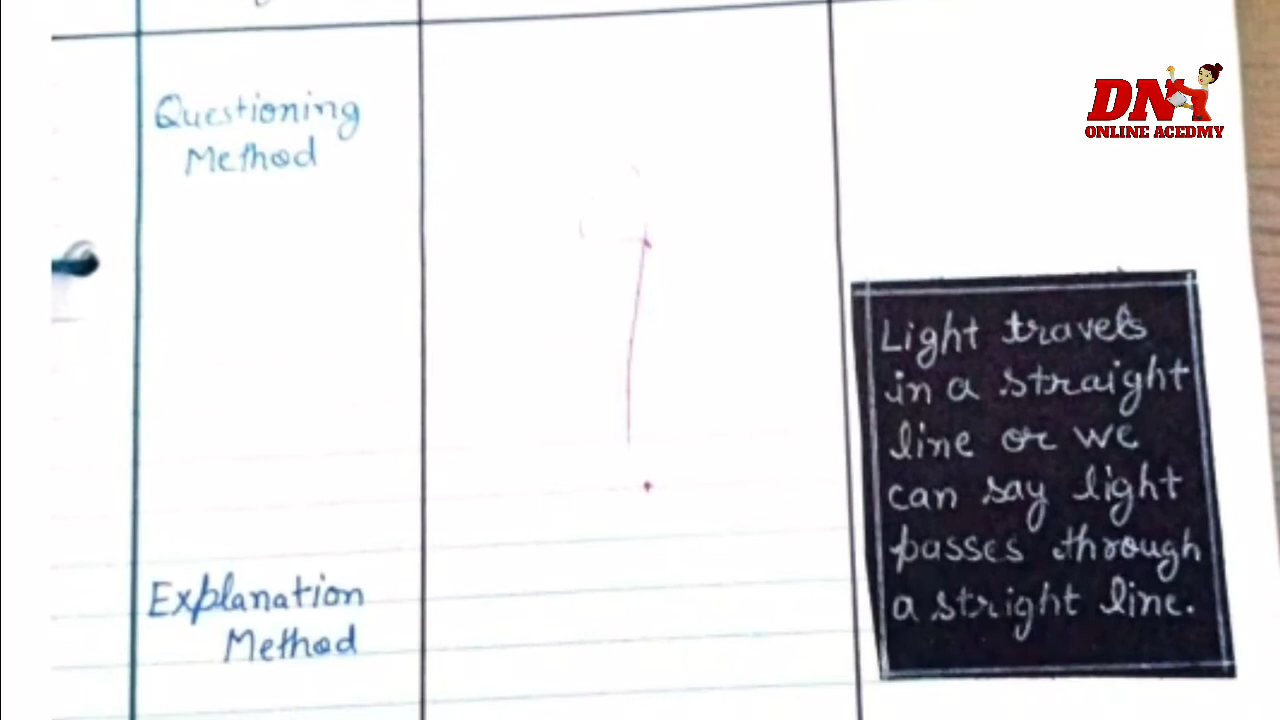 Questioning
Method
DNA
ONLINE ACEDMY
Light travels
in a straight
line or we
can say light
passes through
a stright line.
Explanation
Method